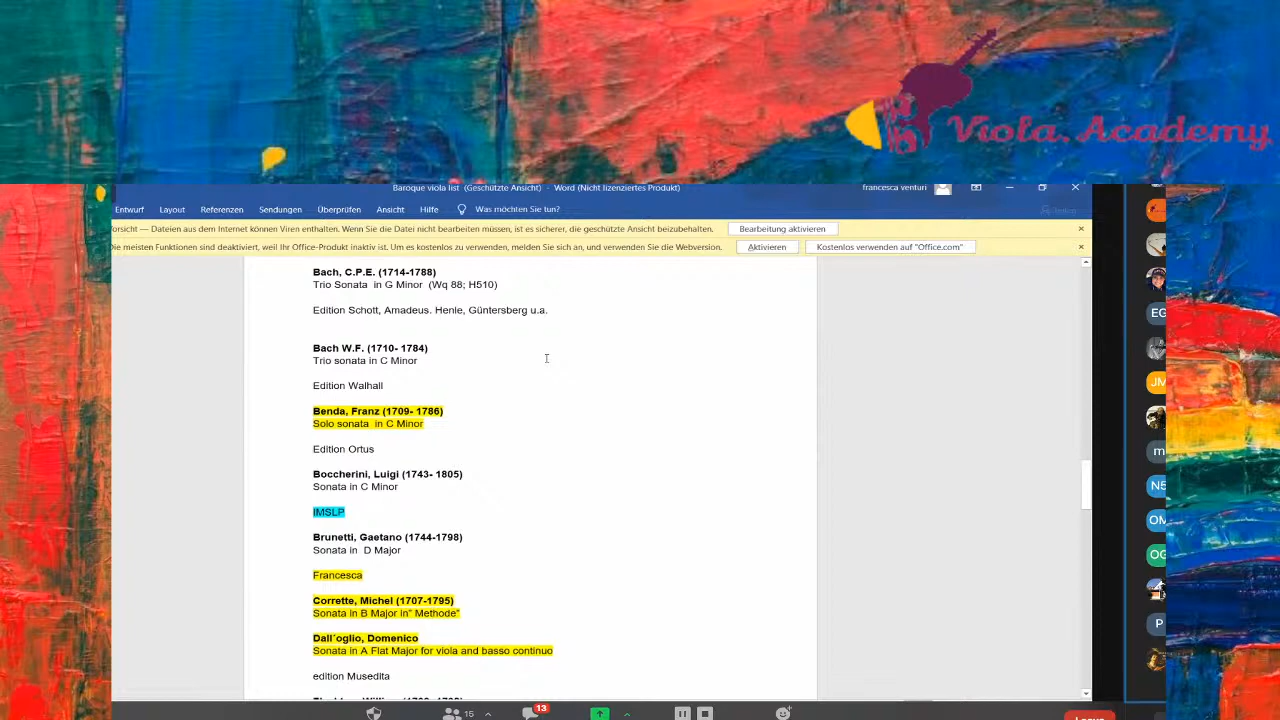 Viola. Academy.
Baroque viola list (Geschützte Ansicht) - Word (Nicht lizenziertes Produkt)
francesca venturi
Entwurf Layout Referenzen Sendungen Überprüfen Ansicht Hilfe Was möchten Sie tun?
Teilen
orsicht — Dateien aus dem Internet können Viren enthalten. Wenn Sie die Datei nicht bearbeiten müssen, ist es sicherer, die geschützte Ansicht beizubehalten. Bearbeitung aktivieren
Die meisten Funktionen sind deaktiviert, weil Ihr Office-Produkt inaktiv ist. Um es kostenlos zu verwenden, melden Sie sich an, und verwenden Sie die Webversion. Aktivieren Kostenlos verwenden auf "Office.com"
Bach, C.P.E. (1714-1788)
Trio Sonata in G Minor (Wq 88; H510)
Edition Schott, Amadeus. Henle, Güntersberg u.a.
Bach W.F. (1710- 1784)
Trio sonata in C Minor
Edition Walhall
Benda, Franz (1709- 1786)
Solo sonata in C Minor
Edition Ortus
Boccherini, Luigi (1743- 1805)
Sonata in C Minor
IMSLP
Brunetti, Gaetano (1744-1798)
Sonata in D Major
Francesca
Corrette, Michel (1707-1795)
Sonata in B Major in" Methode"
Dall´oglio, Domenico
Sonata in A Flat Major for viola and basso continuo
edition Musedita
EG
JM
m
N5
OM
OG
P
15
13
Leave